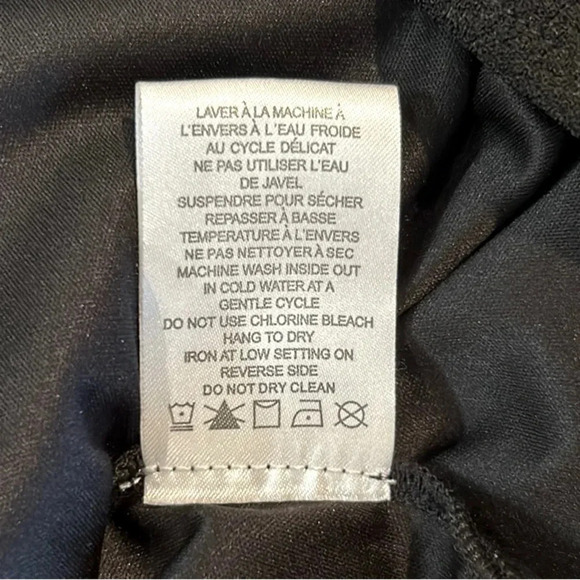 LAVER À LA MACHINE À
L'ENVERS À L'EAU FROIDE
AU CYCLE DÉLICAT
NE PAS UTILISER L'EAU
DE JAVEL
SUSPENDRE POUR SÉCHER
REPASSER À BASSE
TEMPERATURE À L'ENVERS
NE PAS NETTOYER À SEC
MACHINE WASH INSIDE OUT
IN COLD WATER AT A
GENTLE CYCLE
DO NOT USE CHLORINE BLEACH
HANG TO DRY
IRON AT LOW SETTING ON
REVERSE SIDE
DO NOT DRY CLEAN